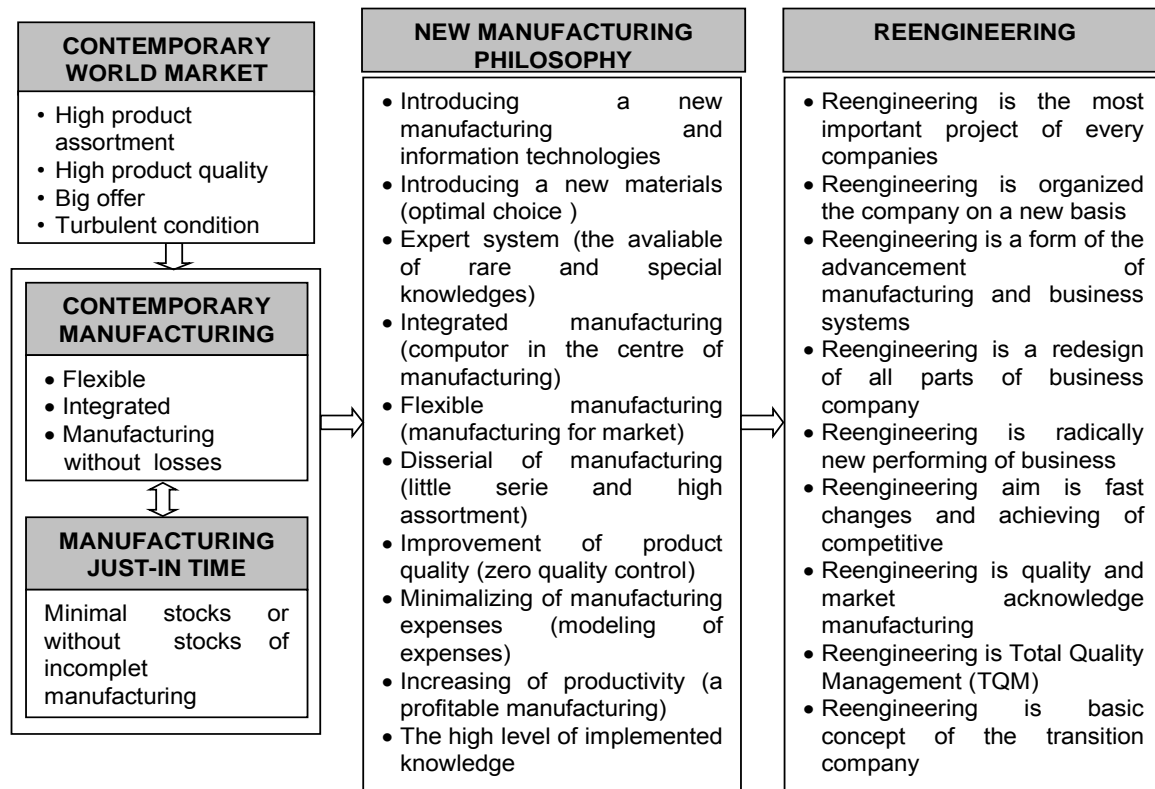 CONTEMPORARY
WORLD MARKET
• High product
assortment
• High product quality
• Big offer
• Turbulent condition
CONTEMPORARY
MANUFACTURING
• Flexible
• Integrated
• Manufacturing
without losses
MANUFACTURING
JUST-IN TIME
Minimal stocks or
without stocks of
incomplet
manufacturing
NEW MANUFACTURING
PHILOSOPHY
• Introducing a new
manufacturing and
information technologies
• Introducing a new materials
(optimal choice )
• Expert system (the avaliable
of rare and special
knowledges)
• Integrated manufacturing
(computor in the centre of
manufacturing)
• Flexible manufacturing
(manufacturing for market)
• Disserial of manufacturing
(little serie and high
assortment)
• Improvement of product
quality (zero quality control)
• Minimalizing of manufacturing
expenses (modeling of
expenses)
• Increasing of productivity (a
profitable manufacturing)
• The high level of implemented
knowledge
REENGINEERING
• Reengineering is the most
important project of every
companies
• Reengineering is organized
the company on a new basis
• Reengineering is a form of the
advancement of
manufacturing and business
systems
• Reengineering is a redesign
of all parts of business
company
• Reengineering is radically
new performing of business
• Reengineering aim is fast
changes and achieving of
competitive
• Reengineering is quality and
market acknowledge
manufacturing
• Reengineering is Total Quality
Management (TQM)
• Reengineering is basic
concept of the transition
company